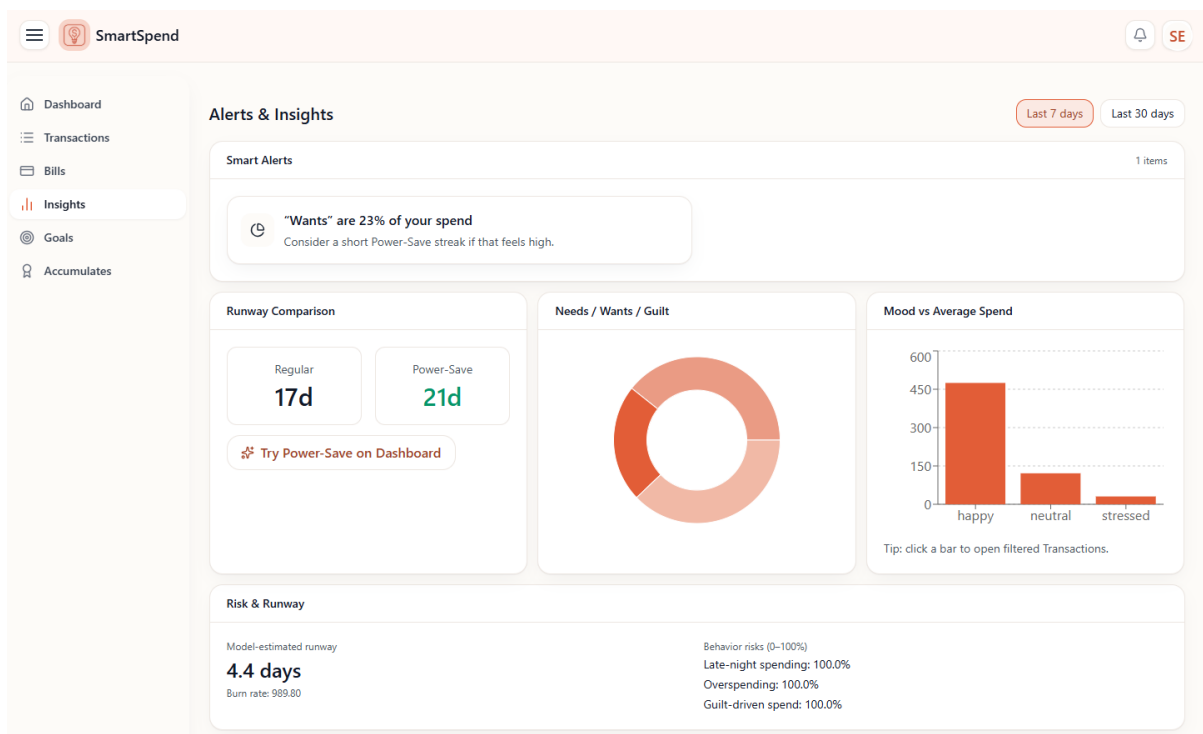 SmartSpend
SE
Dashboard
Transactions
Bills
Insights
Goals
Accumulates
Alerts & Insights
Last 7 days
Last 30 days
Smart Alerts
1 items
“Wants” are 23% of your spend
Consider a short Power-Save streak if that feels high.
Runway Comparison
Regular
17d
Power-Save
21d
Try Power-Save on Dashboard
Needs / Wants / Guilt
Mood vs Average Spend
600
450
300
150
0
happy
neutral
stressed
Tip: click a bar to open filtered Transactions.
Risk & Runway
Model-estimated runway
4.4 days
Burn rate: 989.80
Behavior risks (0–100%)
Late-night spending: 100.0%
Overspending: 100.0%
Guilt-driven spend: 100.0%